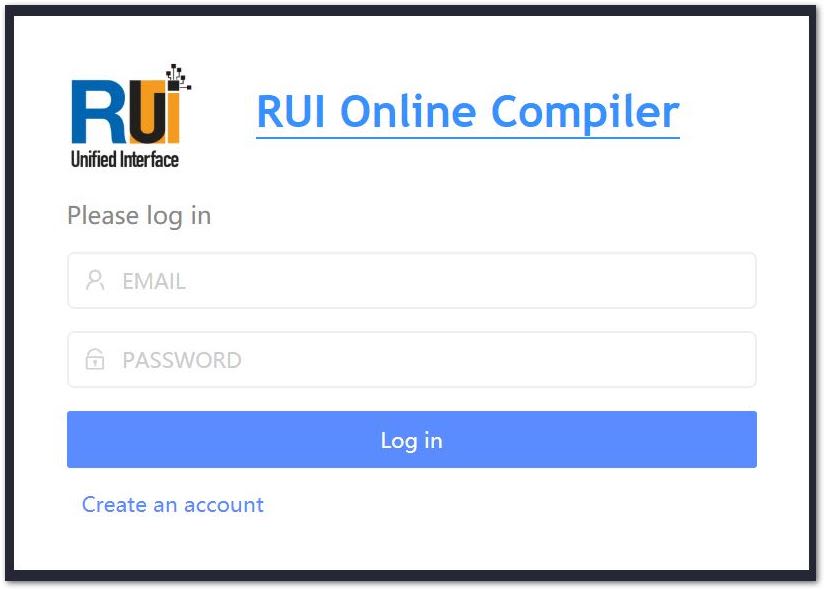 RUI
Unified Interface
RUI Online Compiler
Please log in
EMAIL
PASSWORD
Log in
Create an account